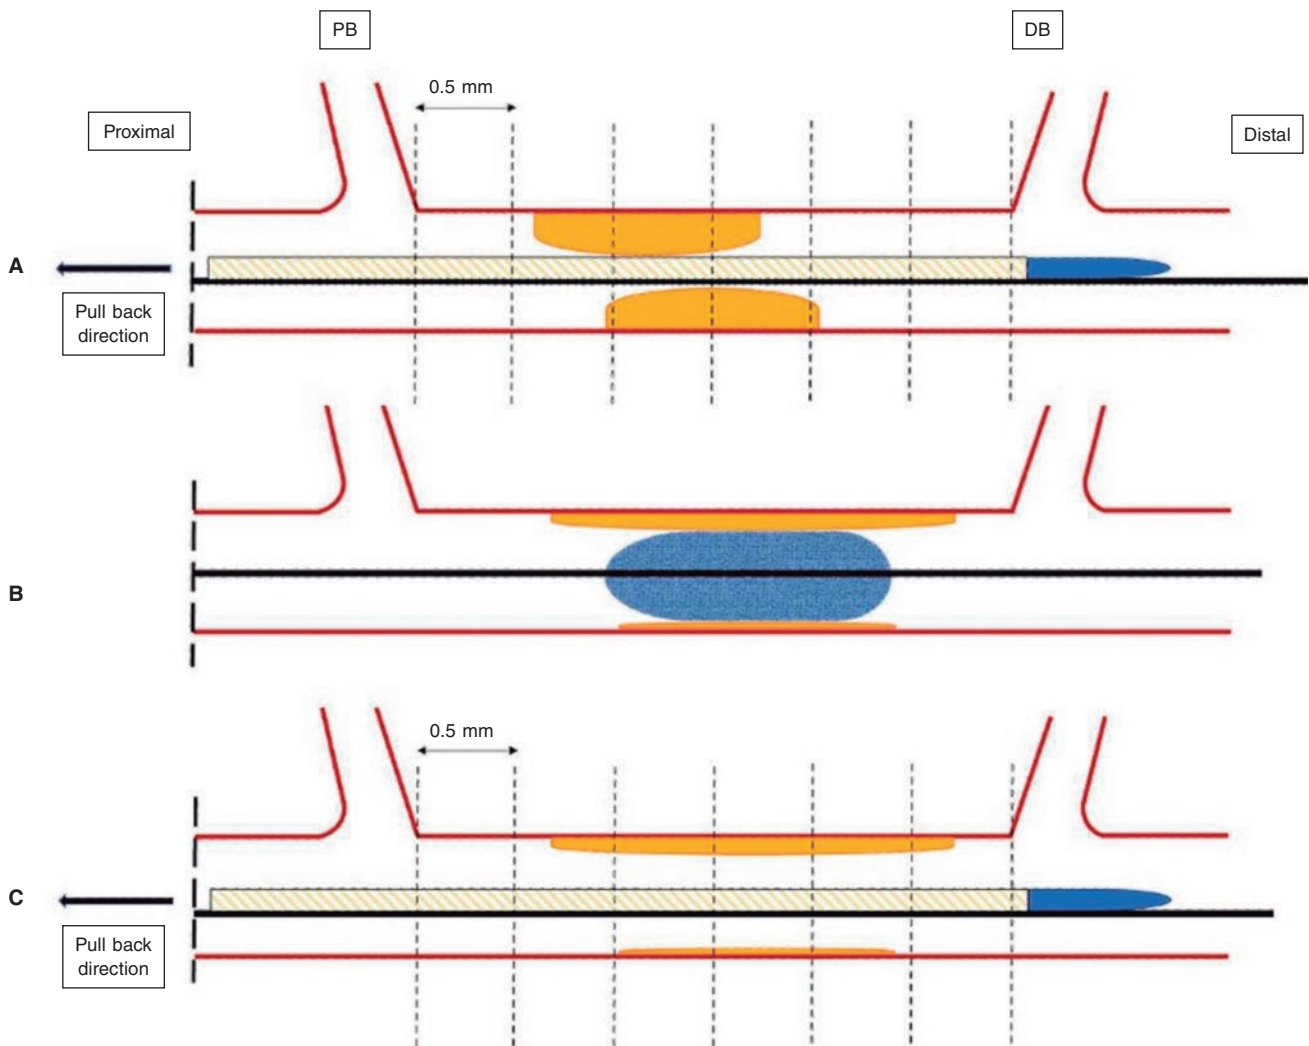 PB
DB
0.5 mm
Proximal
Distal
A
Pull back
direction
B
0.5 mm
C
Pull back
direction